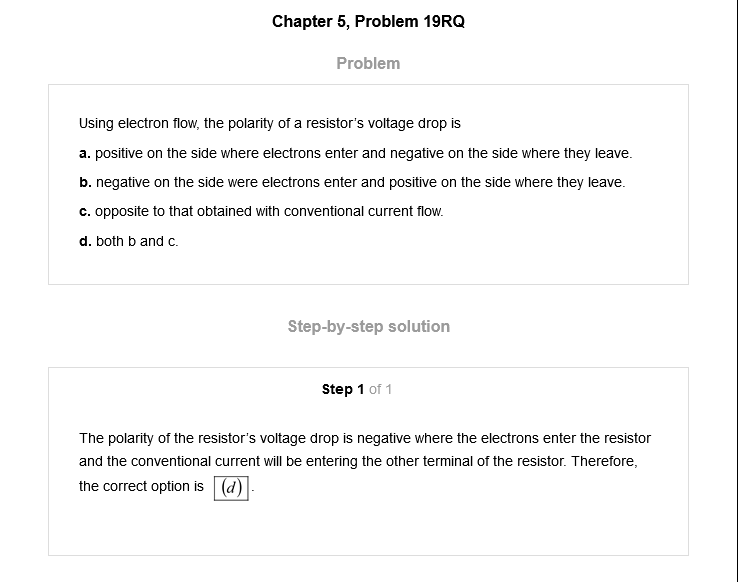 Chapter 5, Problem 19RQ
Problem
Using electron flow, the polarity of a resistor's voltage drop is
a. positive on the side where electrons enter and negative on the side where they leave.
b. negative on the side were electrons enter and positive on the side where they leave.
c. opposite to that obtained with conventional current flow.
d. both b and c.
Step-by-step solution
Step 1 of 1
The polarity of the resistor's voltage drop is negative where the electrons enter the resistor
and the conventional current will be entering the other terminal of the resistor. Therefore,
the correct option is (d).